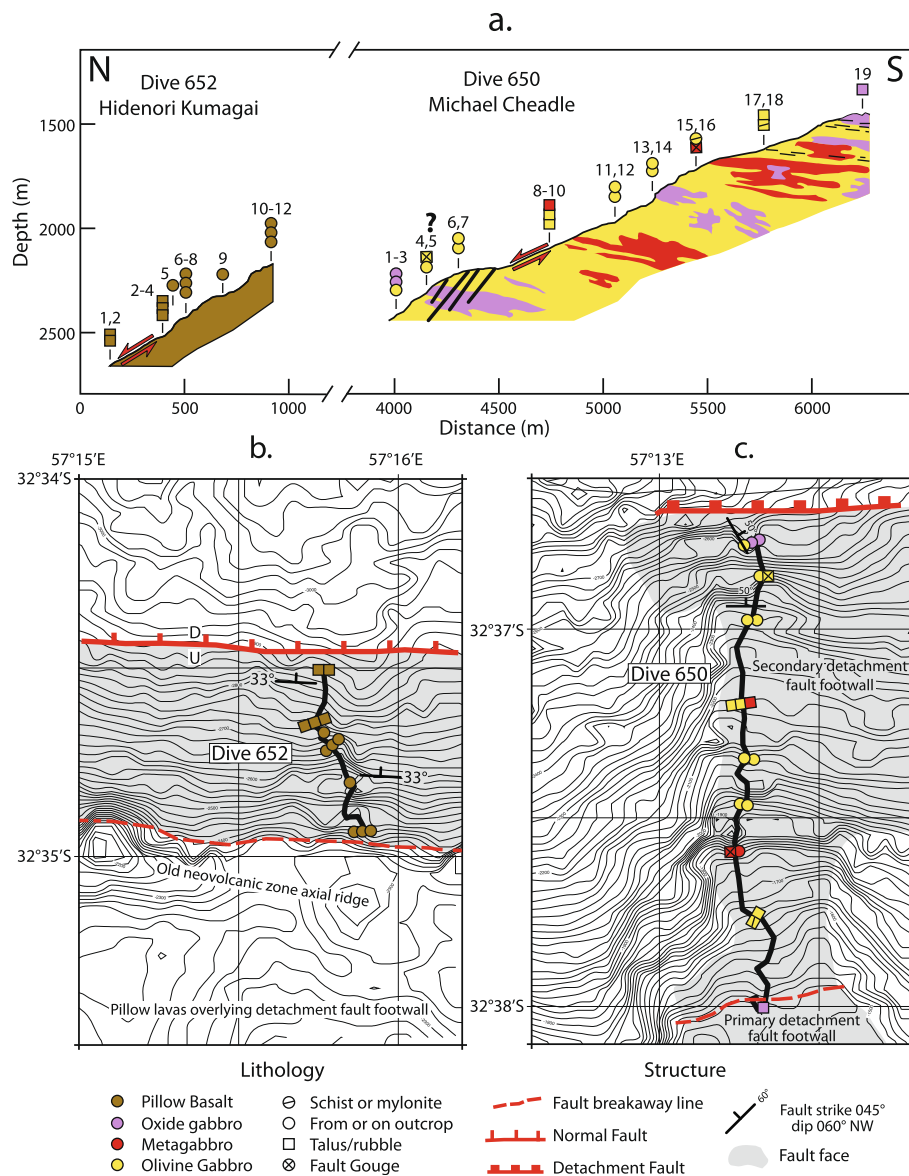 a.
N
S
Dive 652
Hidenori Kumagai
Dive 650
Michael Cheadle
1500
2000
2500
Depth (m)
1,2
2-4
5
6-8
9
10-12
1-3
?
4,5
6,7
8-10
11,12
13,14
15,16
17,18
19
0
500
1000
4000
4500
5000
5500
6000
Distance (m)
b.
57°15'E
57°16'E
32°34'S
D
U
33°
Dive 652
33°
32°35'S
Old neovolcanic zone axial ridge
Pillow lavas overlying detachment fault footwall
c.
57°13'E
50°
50°
32°37'S
Dive 650
Secondary detachment
fault footwall
32°38'S
Primary detachment
fault footwall
Lithology
Pillow Basalt
Oxide gabbro
Metagabbro
Olivine Gabbro
Schist or mylonite
From or on outcrop
Talus/rubble
Fault Gouge
Structure
Fault breakaway line
Normal Fault
Detachment Fault
60°
Fault strike 045°
dip 060° NW
Fault face